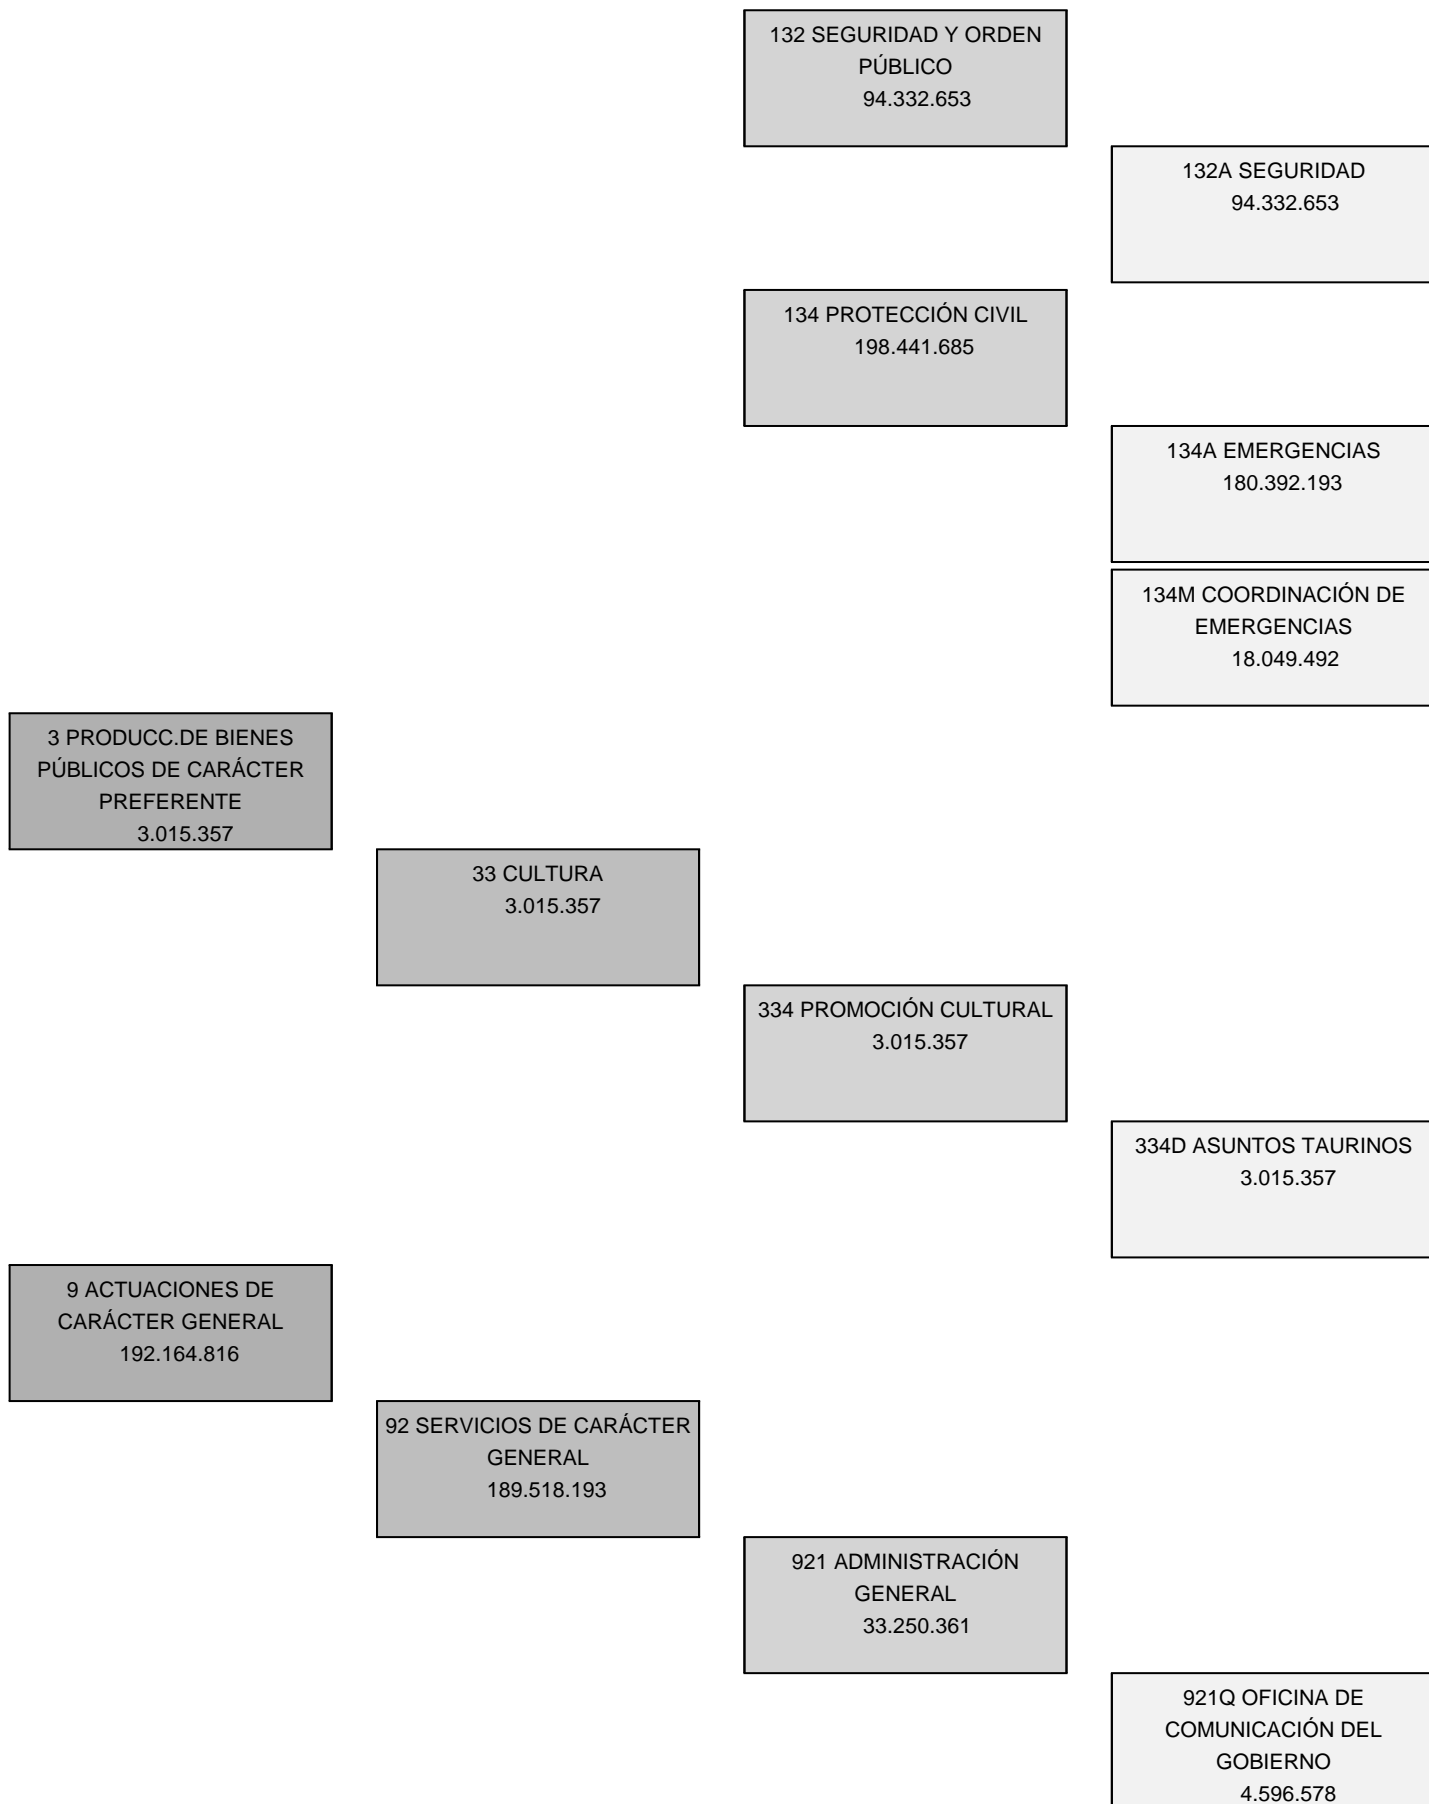 132 SEGURIDAD Y ORDEN
PÚBLICO
94.332.653
132A SEGURIDAD
94.332.653
134 PROTECCIÓN CIVIL
198.441.685
134A EMERGENCIAS
180.392.193
134M COORDINACIÓN DE
EMERGENCIAS
18.049.492
3 PRODUCC.DE BIENES
PÚBLICOS DE CARÁCTER
PREFERENTE
3.015.357
33 CULTURA
3.015.357
334 PROMOCIÓN CULTURAL
3.015.357
334D ASUNTOS TAURINOS
3.015.357
9 ACTUACIONES DE
CARÁCTER GENERAL
192.164.816
92 SERVICIOS DE CARÁCTER
GENERAL
189.518.193
921 ADMINISTRACIÓN
GENERAL
33.250.361
921Q OFICINA DE
COMUNICACIÓN DEL
GOBIERNO
4.596.578